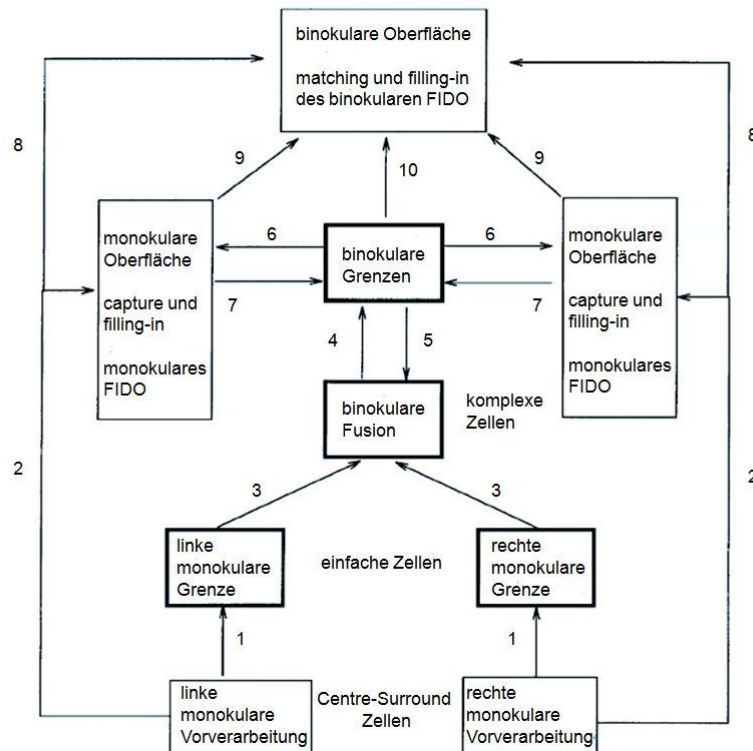 binokulare Oberfläche
matching und filling-in
des binokularen FIDO
8
8
9
9
10
monokulare
Oberfläche
capture und
filling-in
monokulares
FIDO
6
7
binokulare
Grenzen
6
7
monokulare
Oberfläche
capture und
filling-in
monokulares
FIDO
4
5
binokulare
Fusion
komplexe
Zellen
2
2
3
3
linke
monokulare
Grenze
einfache Zellen
rechte
monokulare
Grenze
1
1
linke
monokulare
Vorverarbeitung
Centre-Surround
Zellen
rechte
monokulare
Vorverarbeitung